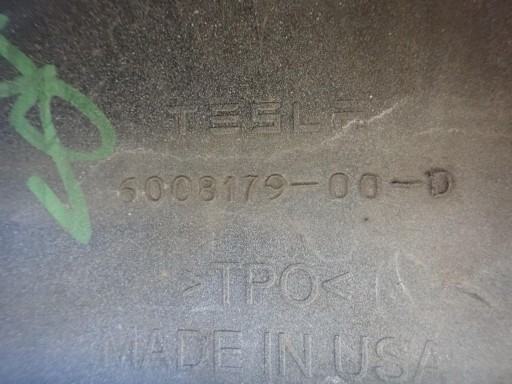 TESLA
6008179-00-D
>TPO<
MADE IN USA